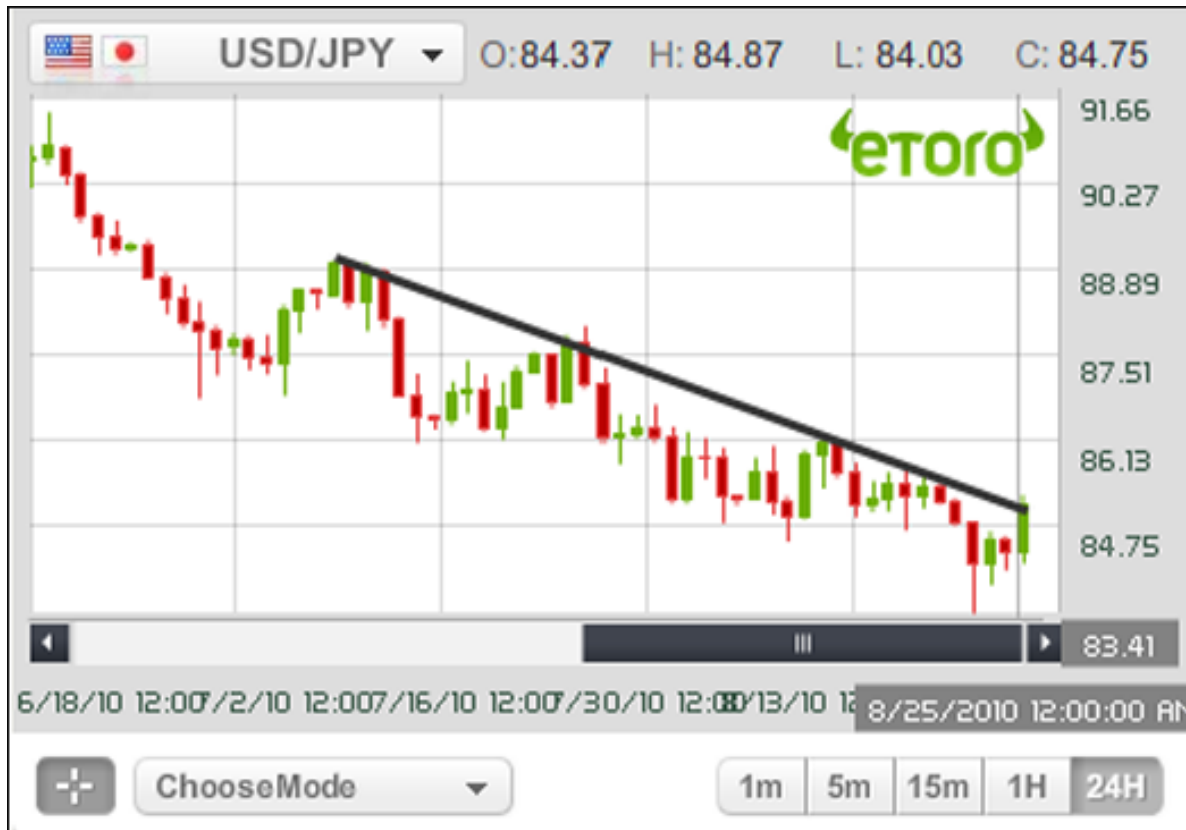 USD/JPY O:84.37 H: 84.87 L: 84.03 C: 84.75
91.66
eToro
90.27
88.89
87.51
86.13
84.75
83.41
6/18/10 12:00 7/2/10 12:00 7/16/10 12:00 7/30/10 12:00 8/13/10 8/25/2010 12:00:00 AM
ChooseMode 1m 5m 15m 1H 24H